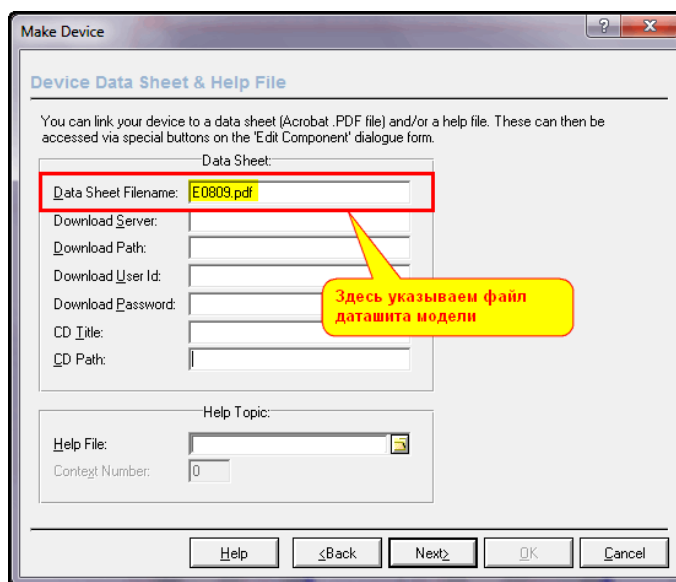 Make Device
Device Data Sheet & Help File
You can link your device to a data sheet (Acrobat .PDF file) and/or a help file. These can then be
accessed via special buttons on the 'Edit Component' dialogue form.
Data Sheet:
Data Sheet Filename: E0809.pdf
Download Server:
Download Path:
Download User Id:
Download Password:
CD Title:
CD Path:
Здесь указываем файл
даташита модели
Help Topic:
Help File:
Context Number: 0
Help <Back Next> OK Cancel